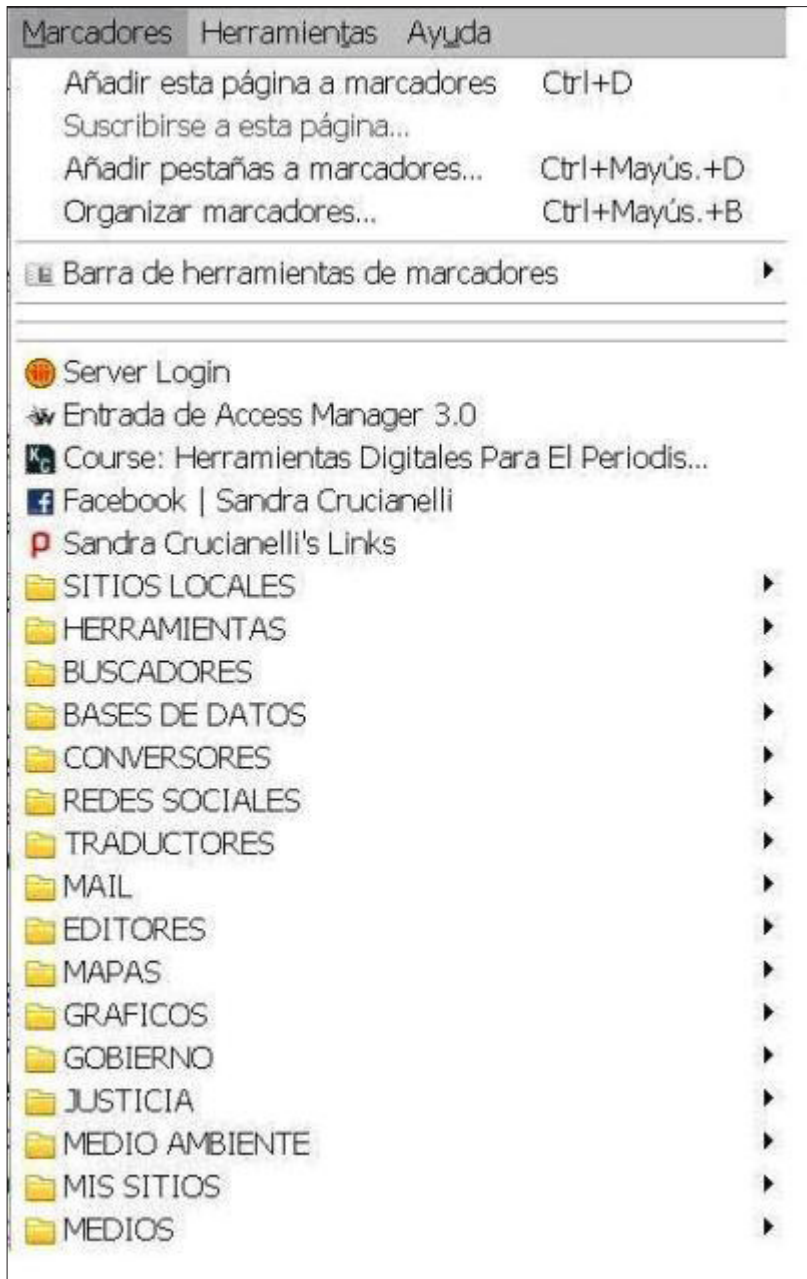 Marcadores Herramientas Ayuda
Añadir esta página a marcadores Ctrl+D
Suscribirse a esta página...
Añadir pestañas a marcadores... Ctrl+Mayús.+D
Organizar marcadores... Ctrl+Mayús.+B
Barra de herramientas de marcadores
Server Login
Entrada de Access Manager 3.0
KC Course: Herramientas Digitales Para El Periodis...
Facebook | Sandra Crucianelli
Sandra Crucianelli's Links
SITIOS LOCALES
HERRAMIENTAS
BUSCADORES
BASES DE DATOS
CONVERSORES
REDES SOCIALES
TRADUCTORES
MAIL
EDITORES
MAPAS
GRAFICOS
GOBIERNO
JUSTICIA
MEDIO AMBIENTE
MIS SITIOS
MEDIOS